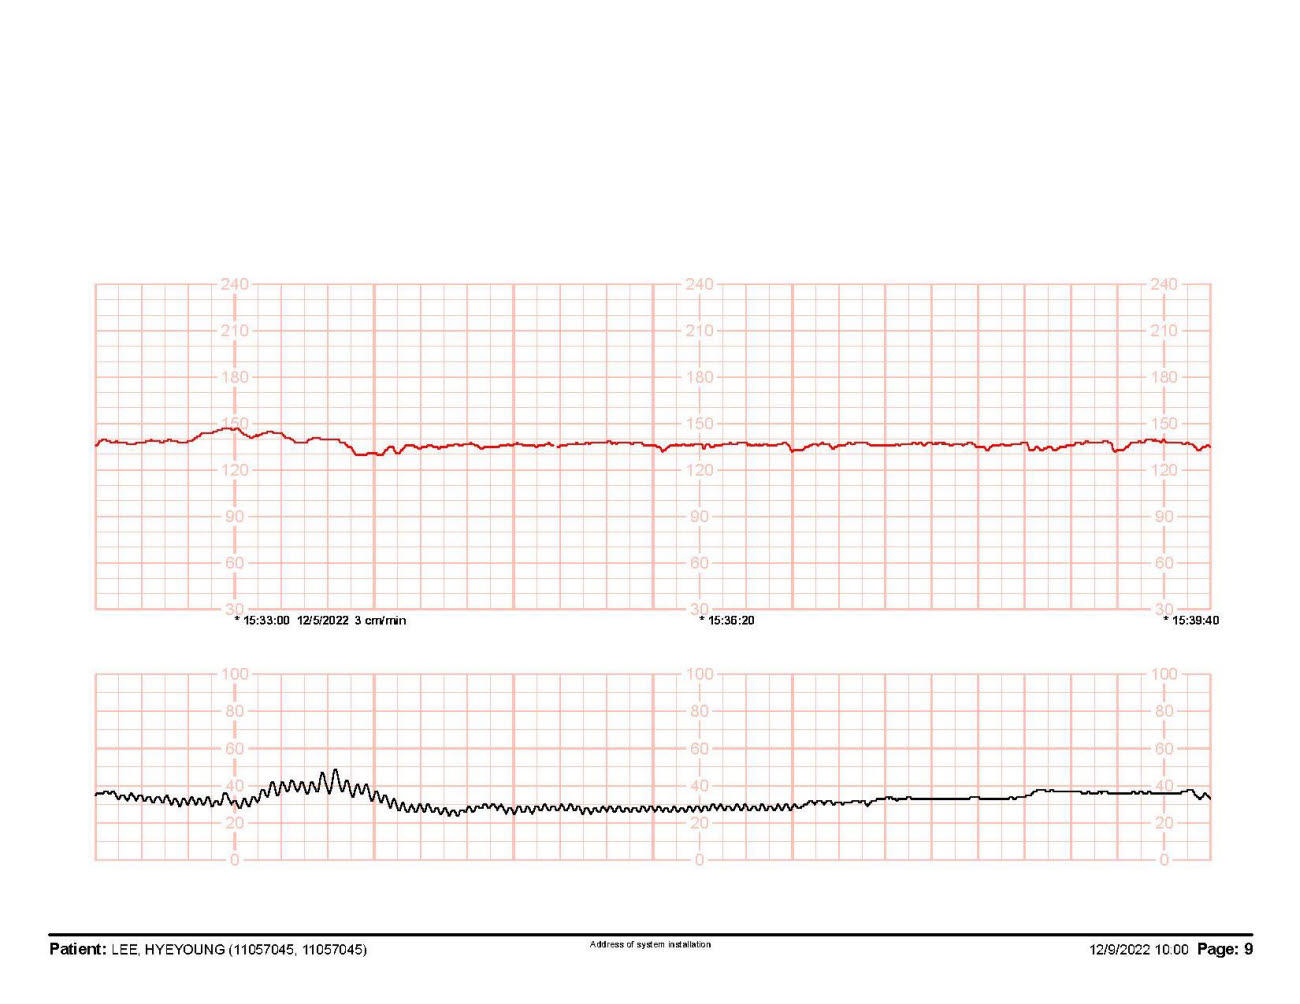 240 240 240
210 210 210
180 180 180
150 150 150
120 120 120
90 90 90
60 60 60
30 30 30
* 15:33:00 12/5/2022 3 cm/min * 15:36:20 * 15:39:40
100 100 100
80 80 80
60 60 60
40 40 40
20 20 20
0 0 0
Patient: LEE, HYEYOUNG (11057045, 11057045) Address of system installation 12/9/2022 10:00 Page: 9